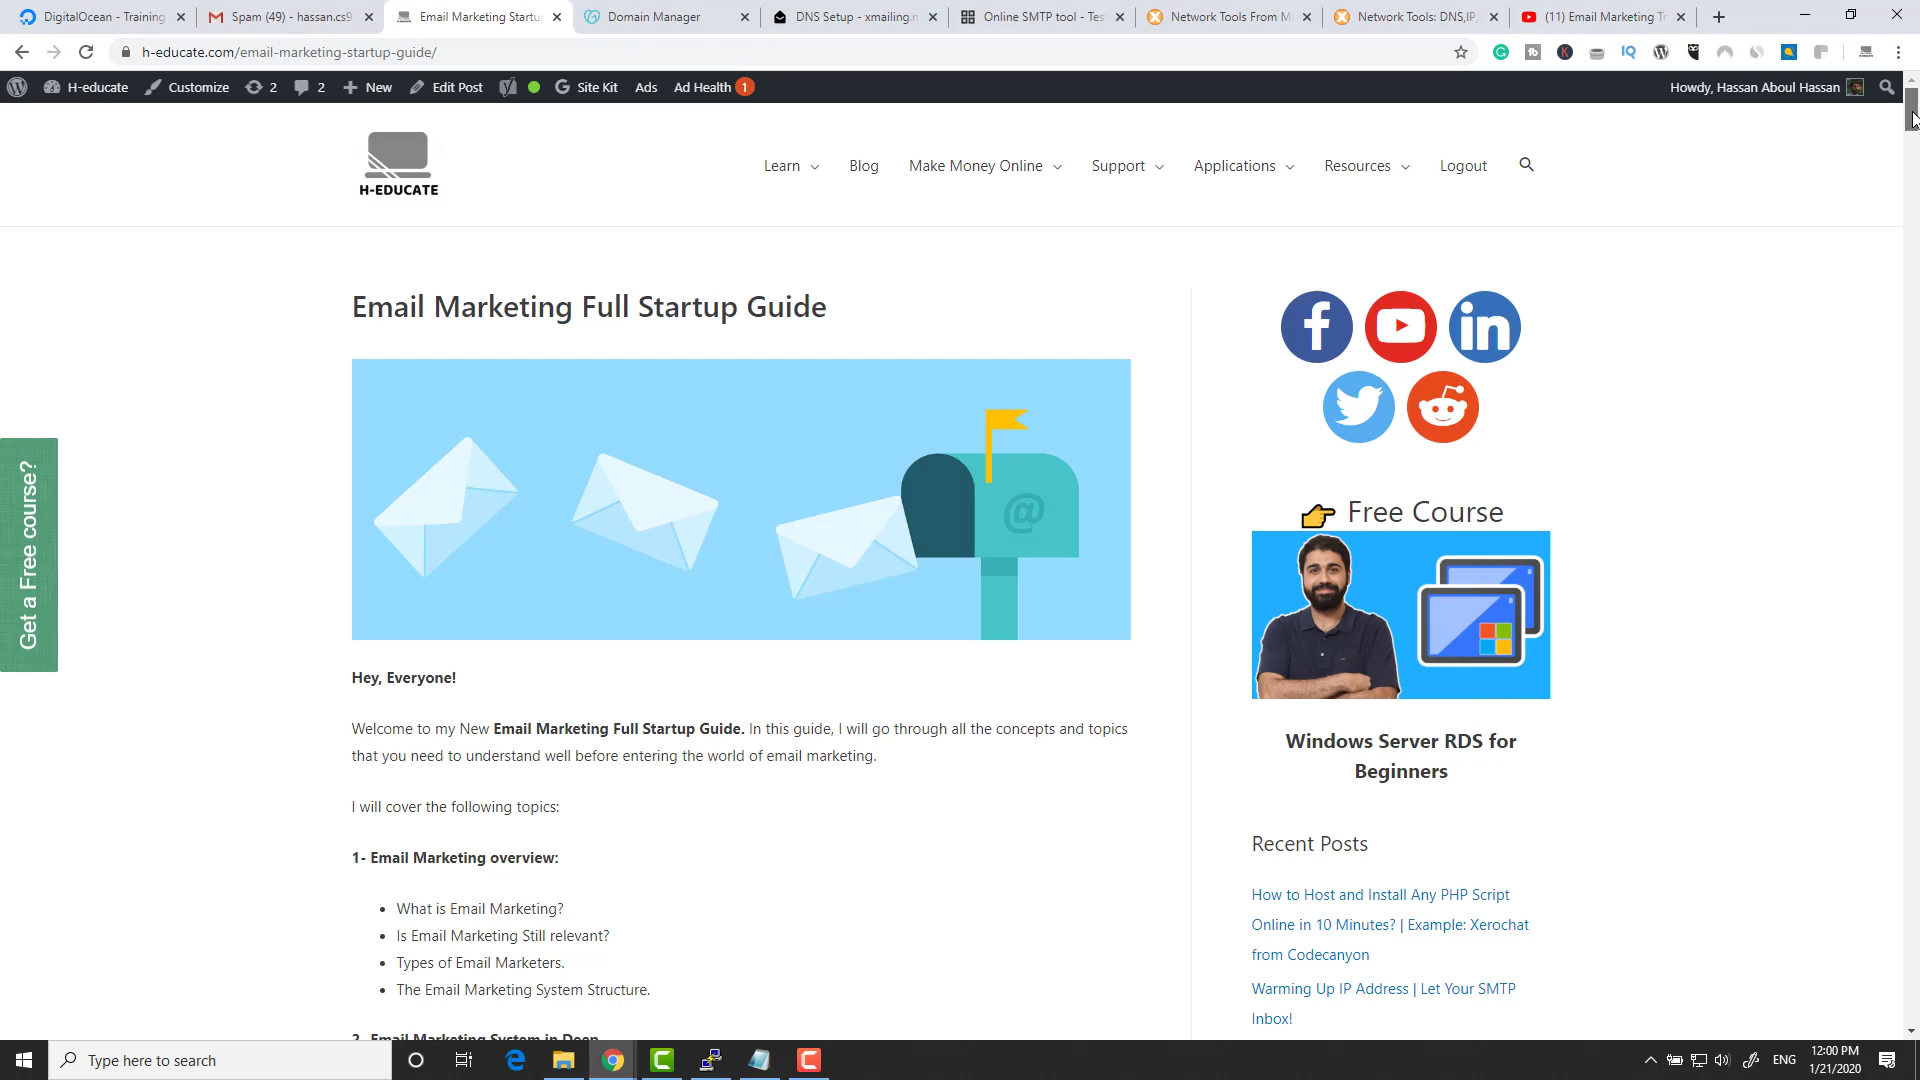 DigitalOcean - Training
Spam (49) - hassan.cs9
Email Marketing Startu
Domain Manager
DNS Setup - xmailing.n
Online SMTP tool - Tes
Network Tools From M
Network Tools: DNS,IP,
(11) Email Marketing T
h-educate.com/email-marketing-startup-guide/
H-educate
Customize
2
2
New
Edit Post
Site Kit
Ads
Ad Health 1
Howdy, Hassan Aboul Hassan
H-EDUCATE
Learn
Blog
Make Money Online
Support
Applications
Resources
Logout
Email Marketing Full Startup Guide
@
Get a Free course?
Hey, Everyone!
Welcome to my New Email Marketing Full Startup Guide. In this guide, I will go through all the concepts and topics
that you need to understand well before entering the world of email marketing.
I will cover the following topics:
1- Email Marketing overview:
• What is Email Marketing?
• Is Email Marketing Still relevant?
• Types of Email Marketers.
• The Email Marketing System Structure.
2- Email Marketing System in Deep
👉 Free Course
Windows Server RDS for
Beginners
Recent Posts
How to Host and Install Any PHP Script
Online in 10 Minutes? | Example: Xerochat
from Codecanyon
Warming Up IP Address | Let Your SMTP
Inbox!
Type here to search
ENG
12:00 PM
1/21/2020